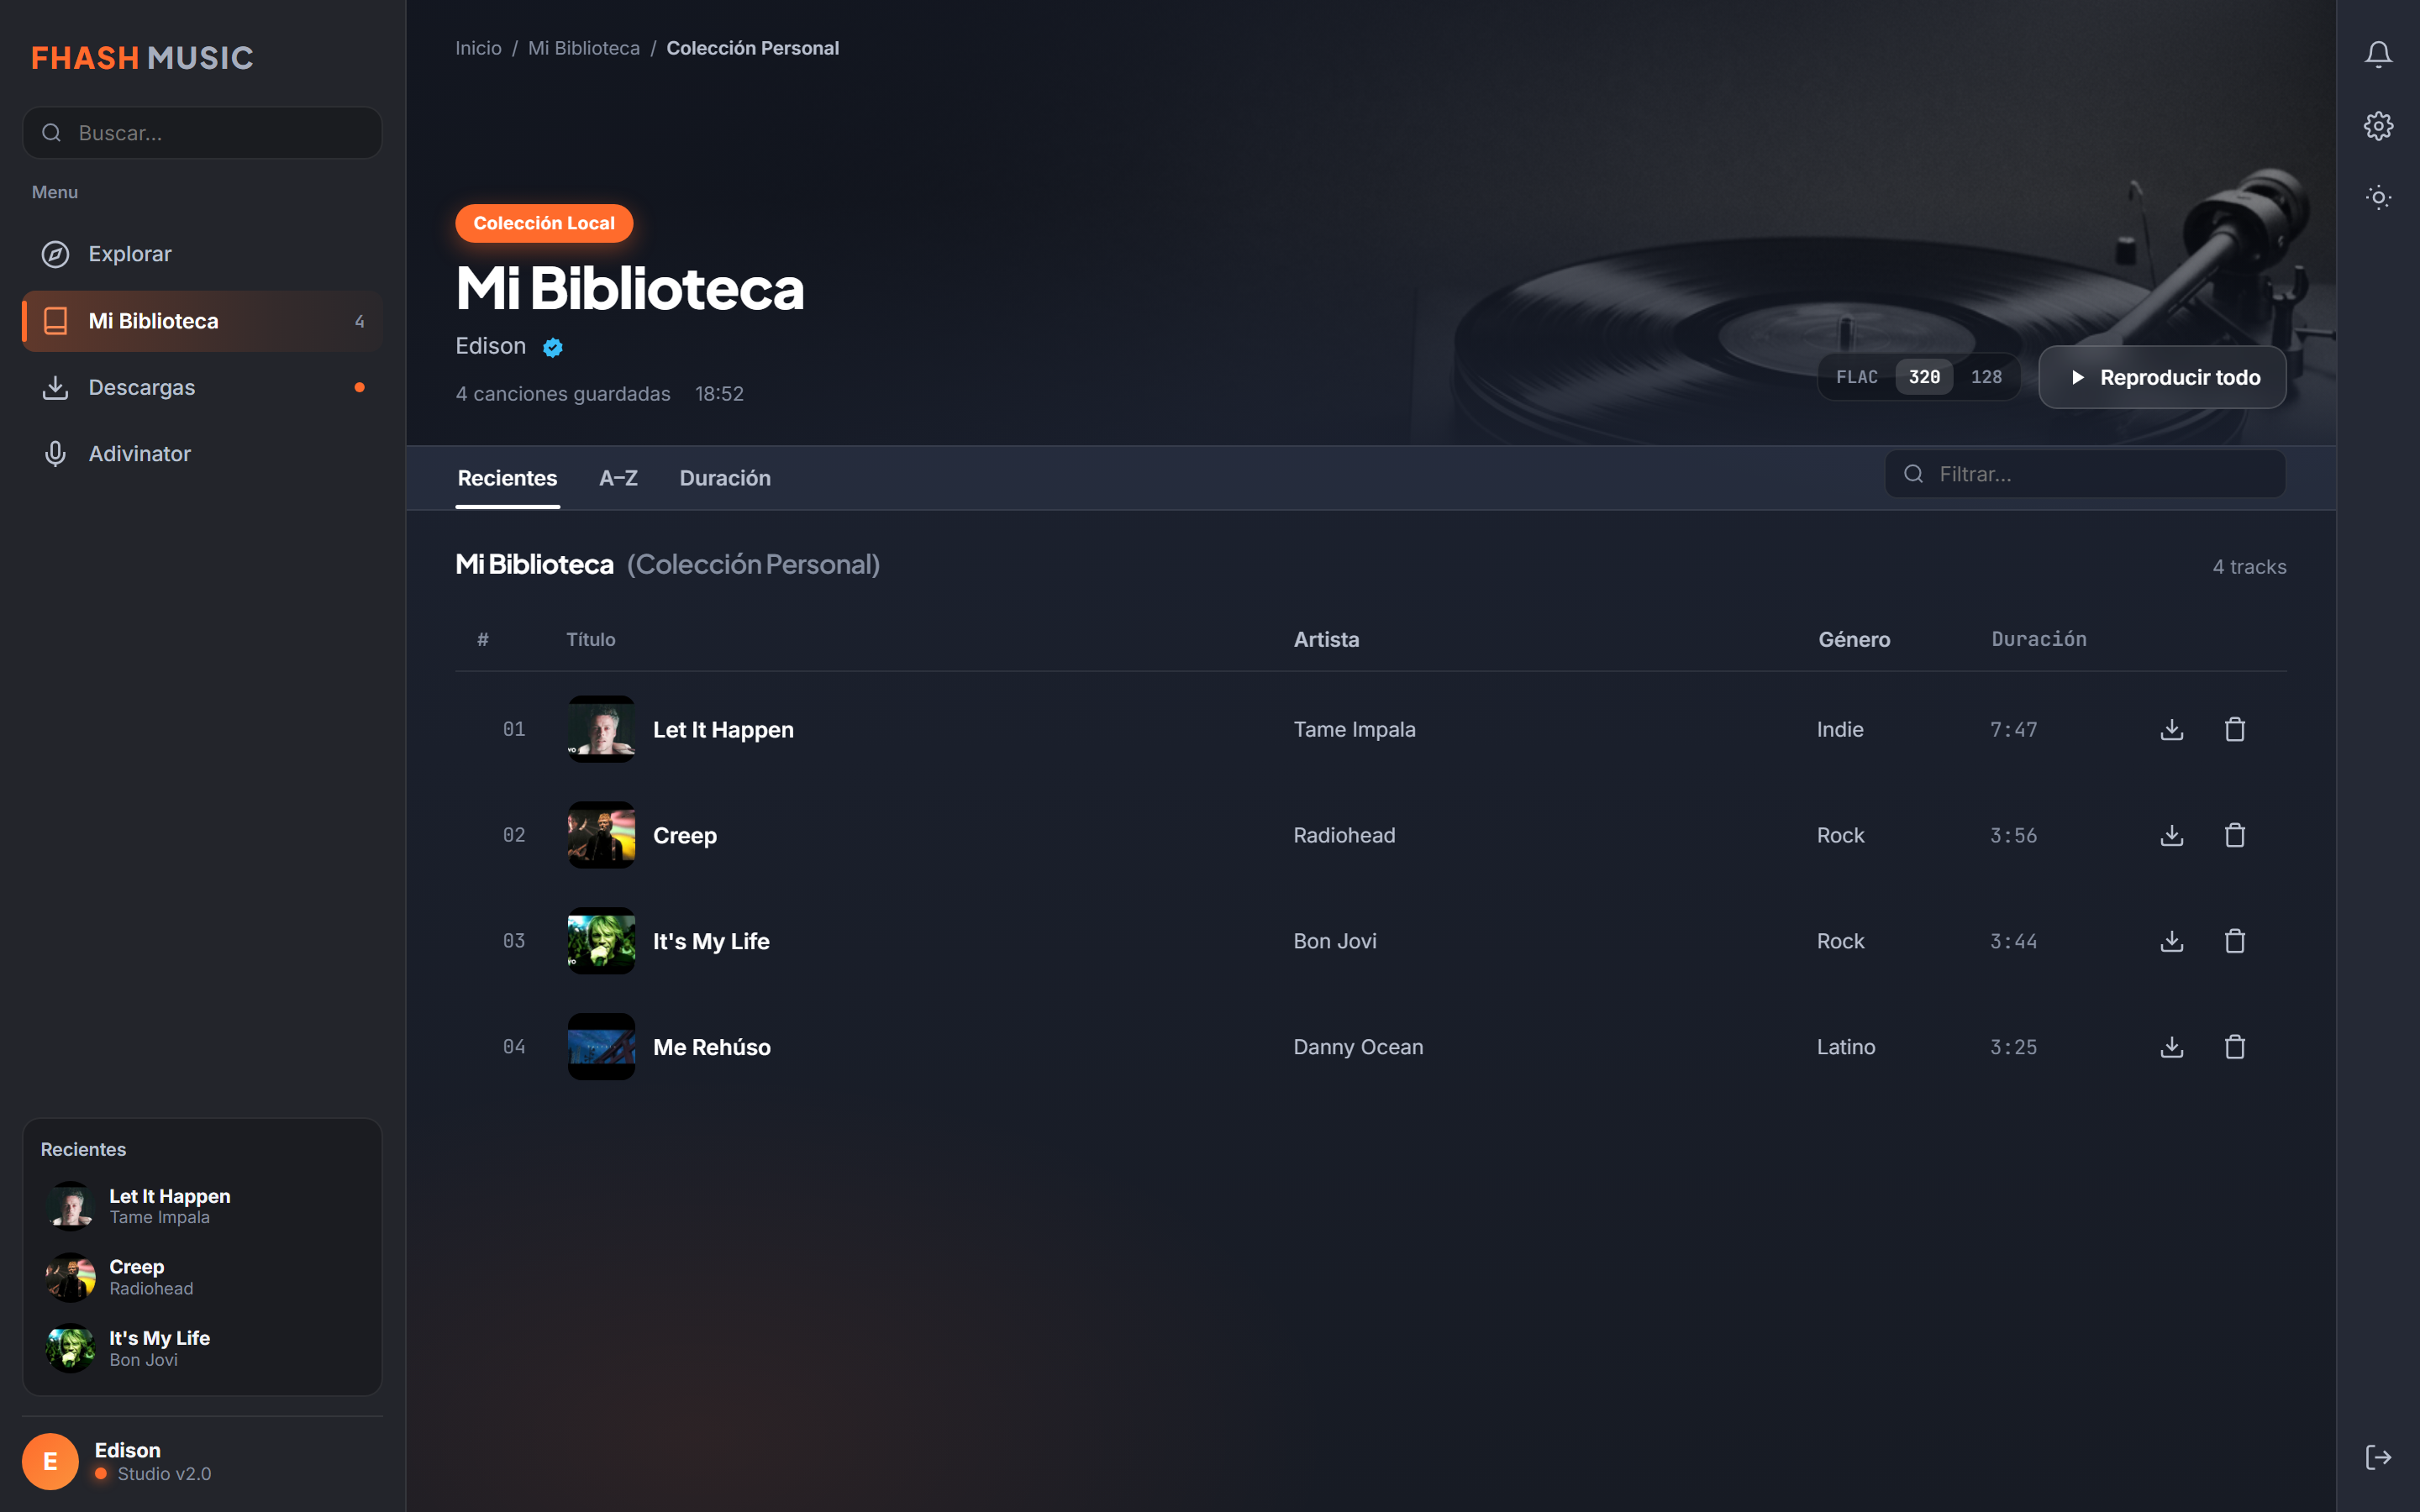 FHASH MUSIC
Buscar...
Menu
Explorar
Mi Biblioteca 4
Descargas
Adivinator
Recientes
Let It Happen
Tame Impala
Creep
Radiohead
It's My Life
Bon Jovi
E
Edison
Studio v2.0
Inicio / Mi Biblioteca / Colección Personal
Colección Local
Mi Biblioteca
Edison
4 canciones guardadas 18:52
FLAC 320 128
Reproducir todo
Recientes A–Z Duración
Filtrar...
Mi Biblioteca (Colección Personal)
4 tracks
# Título Artista Género Duración
01 Let It Happen Tame Impala Indie 7:47
02 Creep Radiohead Rock 3:56
03 It's My Life Bon Jovi Rock 3:44
04 Me Rehúso Danny Ocean Latino 3:25